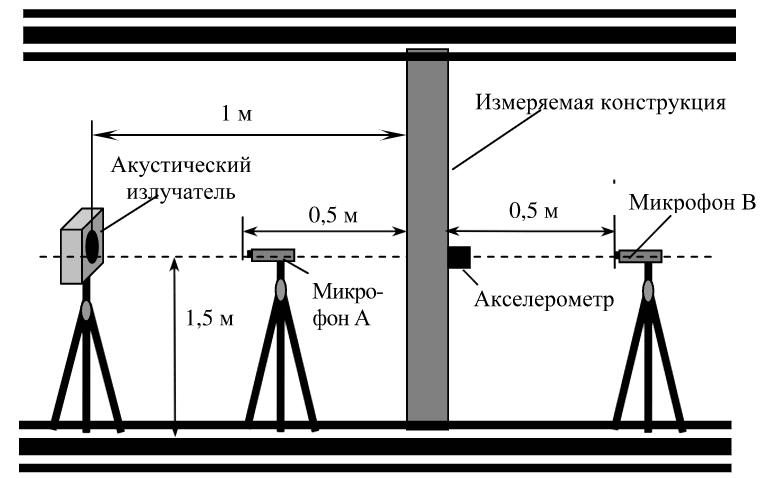 1 м
Измеряемая конструкция
Акустический
излучатель
0,5 м
0,5 м
Микрофон В
Микро-
фон А
Акселерометр
1,5 м